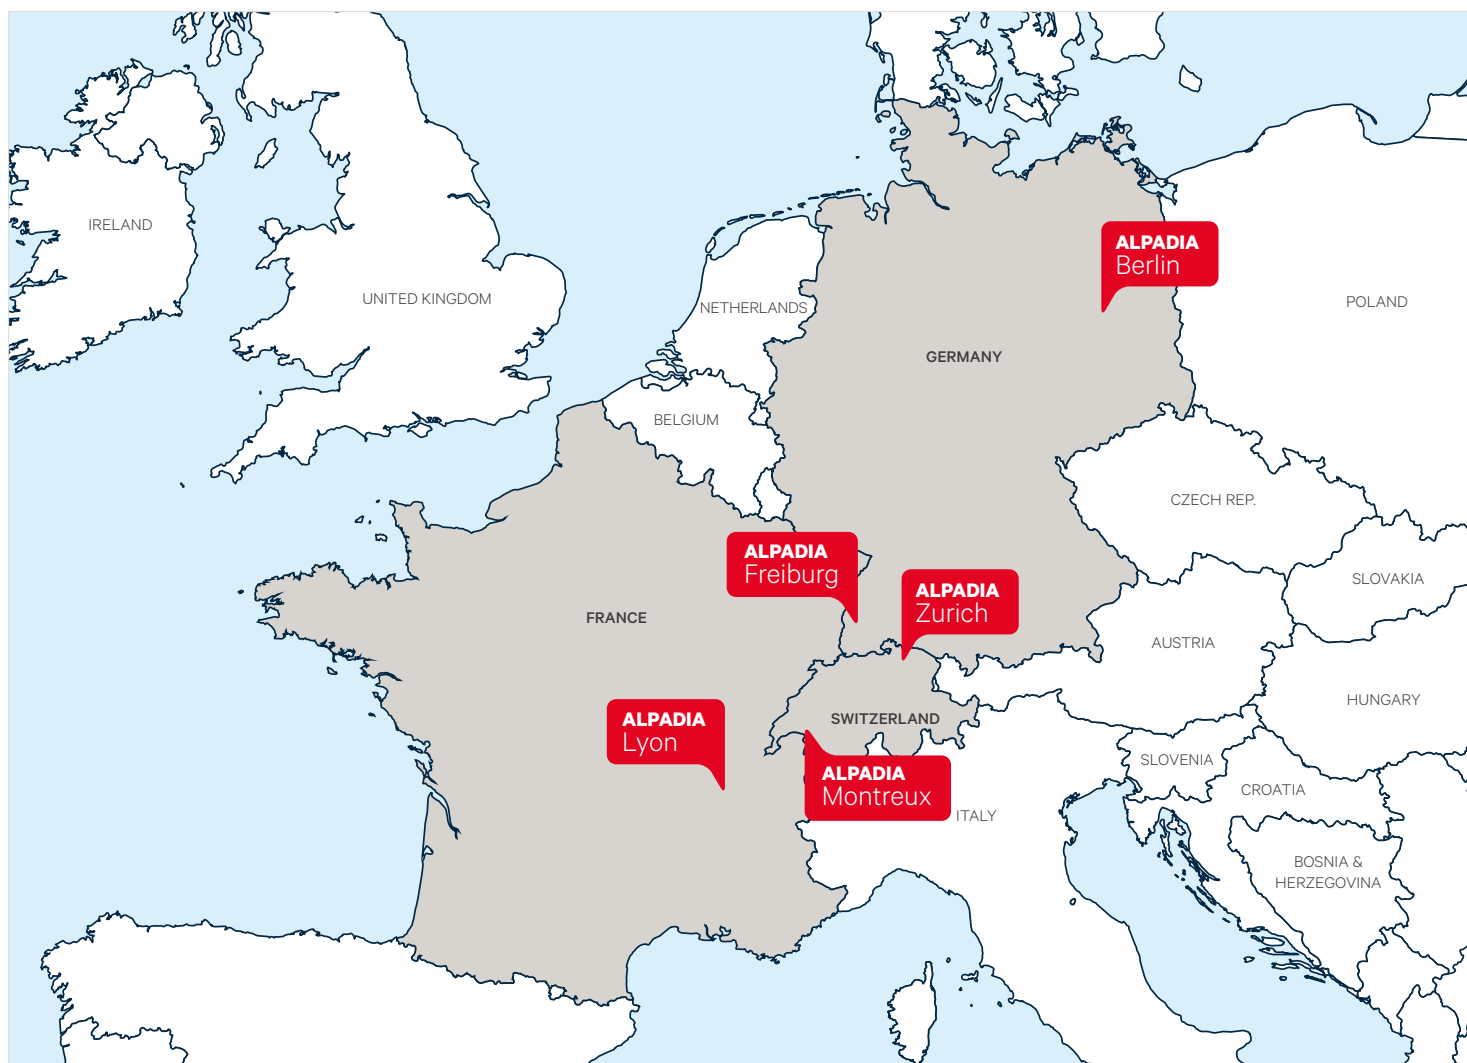 IRELAND
UNITED KINGDOM
NETHERLANDS
BELGIUM
GERMANY
ALPADIA
Berlin
POLAND
CZECH REP.
SLOVAKIA
ALPADIA
Freiburg
ALPADIA
Zurich
FRANCE
AUSTRIA
HUNGARY
ALPADIA
Lyon
SWITZERLAND
ALPADIA
Montreux
SLOVENIA
CROATIA
ITALY
BOSNIA &
HERZEGOVINA